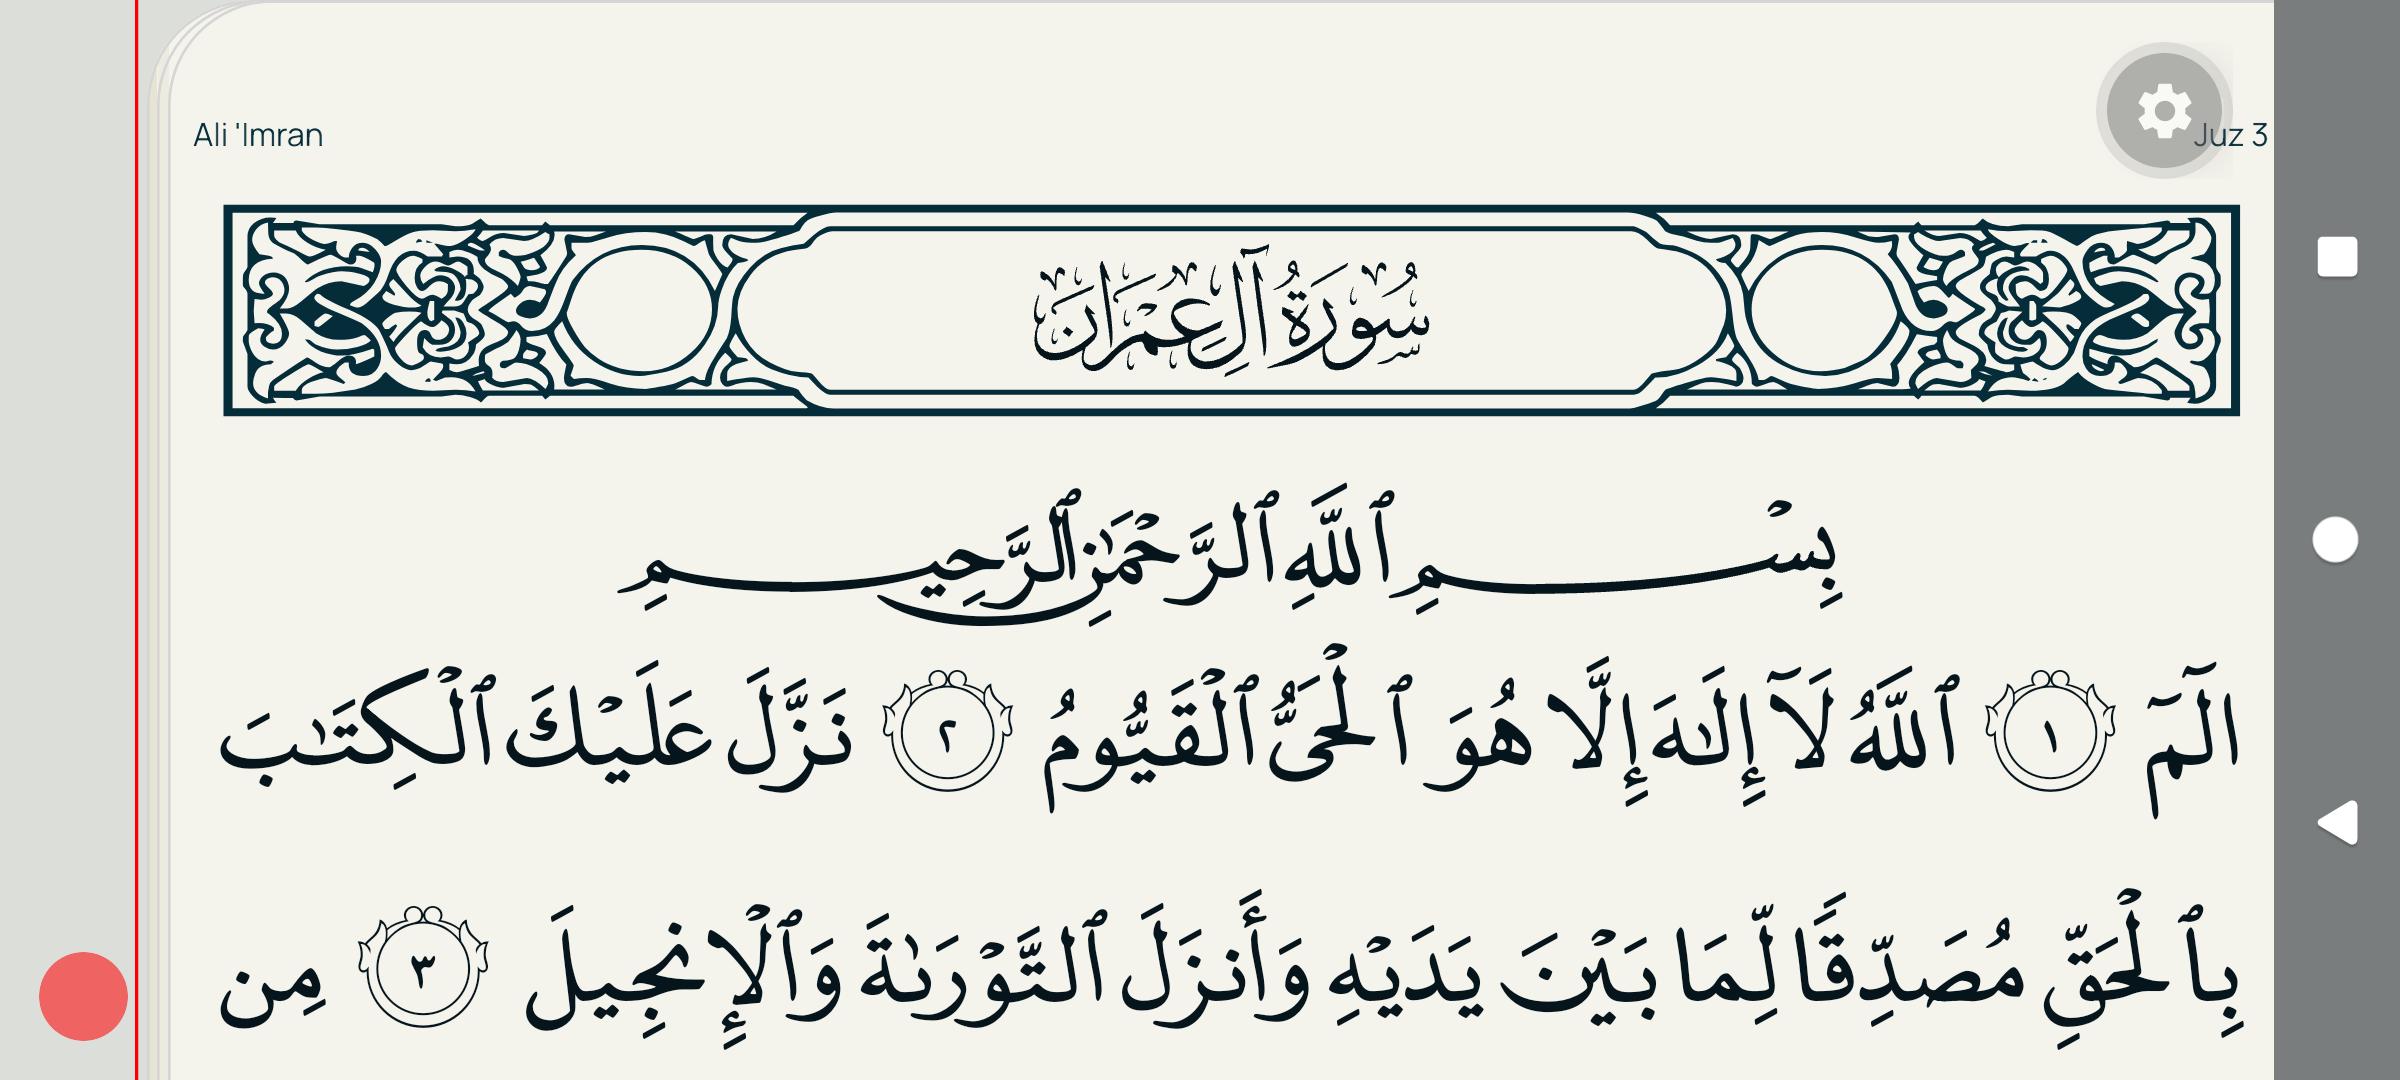 Ali 'Imran
Juz 3
سُورَةُ آلِ عِمۡرَانَ
بِسۡمِ ٱللَّهِ ٱلرَّحۡمَٰنِ ٱلرَّحِيمِ
الٓمٓ ١ ٱللَّهُ لَآ إِلَٰهَ إِلَّا هُوَ ٱلۡحَيُّ ٱلۡقَيُّومُ ٢ نَزَّلَ عَلَيۡكَ ٱلۡكِتَٰبَ
بِٱلۡحَقِّ مُصَدِّقٗا لِّمَا بَيۡنَ يَدَيۡهِ وَأَنزَلَ ٱلتَّوۡرَىٰةَ وَٱلۡإِنجِيلَ ٣ مِن